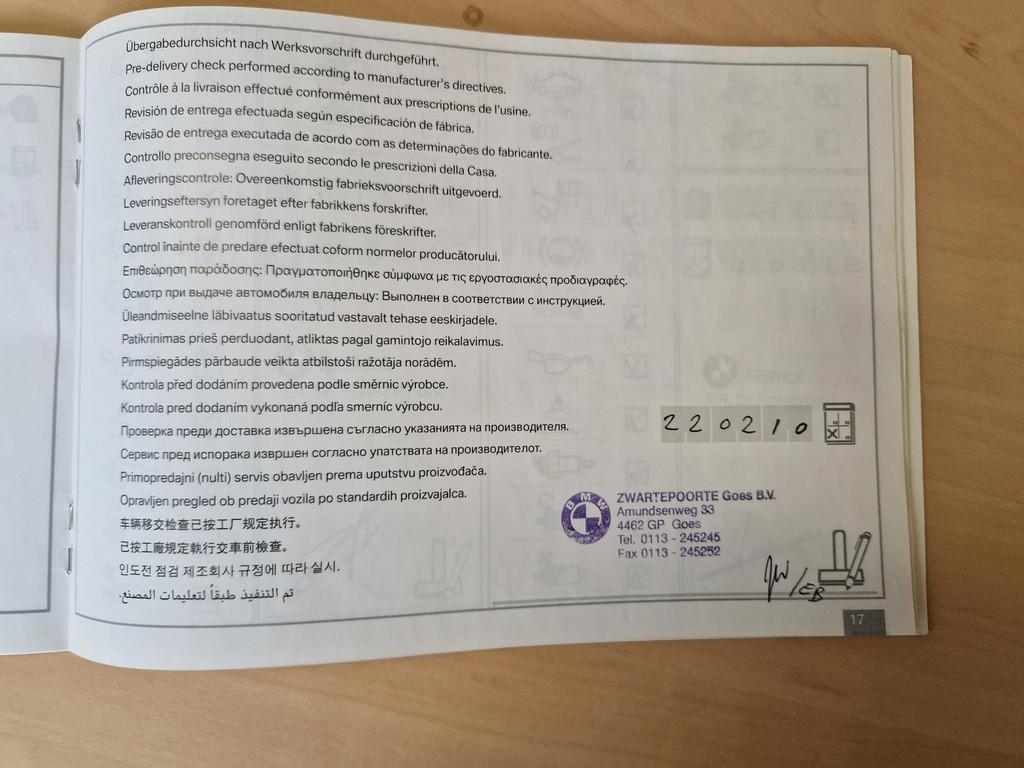 Übergabedurchsicht nach Werksvorschrift durchgeführt.
Pre-delivery check performed according to manufacturer's directives.
Contrôle à la livraison effectué conformément aux prescriptions de l'usine.
Revisión de entrega efectuada según especificación de fábrica.
Revisão de entrega executada de acordo com as determinações do fabricante.
Controllo preconsegna eseguito secondo le prescrizioni della Casa.
Afleveringscontrole: Overeenkomstig fabrieksvoorschrift uitgevoerd.
Leveringseftersyn foretaget efter fabrikkens forskrifter.
Leveranskontroll genomförd enligt fabrikens föreskrifter.
Control înainte de predare efectuat coform normelor producătorului.
Επιθεώρηση παράδοσης: Πραγματοποιήθηκε σύμφωνα με τις εργοστασιακές προδιαγραφές.
Осмотр при выдаче автомобиля владельцу: Выполнен в соответствии с инструкцией.
Üleandmiseelne läbivaatus sooritatud vastavalt tehase eeskirjadele.
Patikrinimas prieš perduodant, atliktas pagal gamintojo reikalavimus.
Pirmspiegādes pārbaude veikta atbilstoši ražotāja norādēm.
Kontrola před dodáním provedena podle směrnic výrobce.
Kontrola pred dodaním vykonaná podľa smerníc výrobcu.
Проверка преди доставка извършена съгласно указанията на производителя.
Сервис пред испорака извршен согласно упатствата на производителот.
Primopredajni (nulti) servis obavljen prema uputstvu proizvođača.
Opravljen pregled ob predaji vozila po standardih proizvajalca.
车辆移交检查已按工厂规定执行。
已按工廠規定執行交車前檢查。
인도전 점검 제조회사 규정에 따라 실시.
تم التنفيذ طبقاً لتعليمات المصنع.
220210
BMW
ZWARTEPOORTE Goes B.V.
Amundsenweg 33
4462 GP Goes
Tel. 0113 - 245245
Fax 0113 - 245252
JW/EB
17